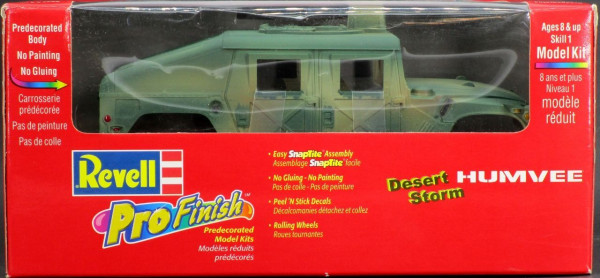 Predecorated
Body
No Painting
No Gluing
Carrosserie
prédécorée
Pas de peinture
Pas de colle
Ages 8 & up
Skill 1
Model Kit
8 ans et plus
Niveau 1
modèle
réduit
Revell
Pro Finish™
Predecorated
Model Kits
Modèles réduits
prédécorés
• Easy SnapTite® Assembly
Assemblage SnapTite® facile
• No Gluing - No Painting
Pas de colle - Pas de peinture
• Peel 'N Stick Decals
Décalcomanies détachez et collez
• Rolling Wheels
Roues tournantes
Desert
Storm
HUMVEE